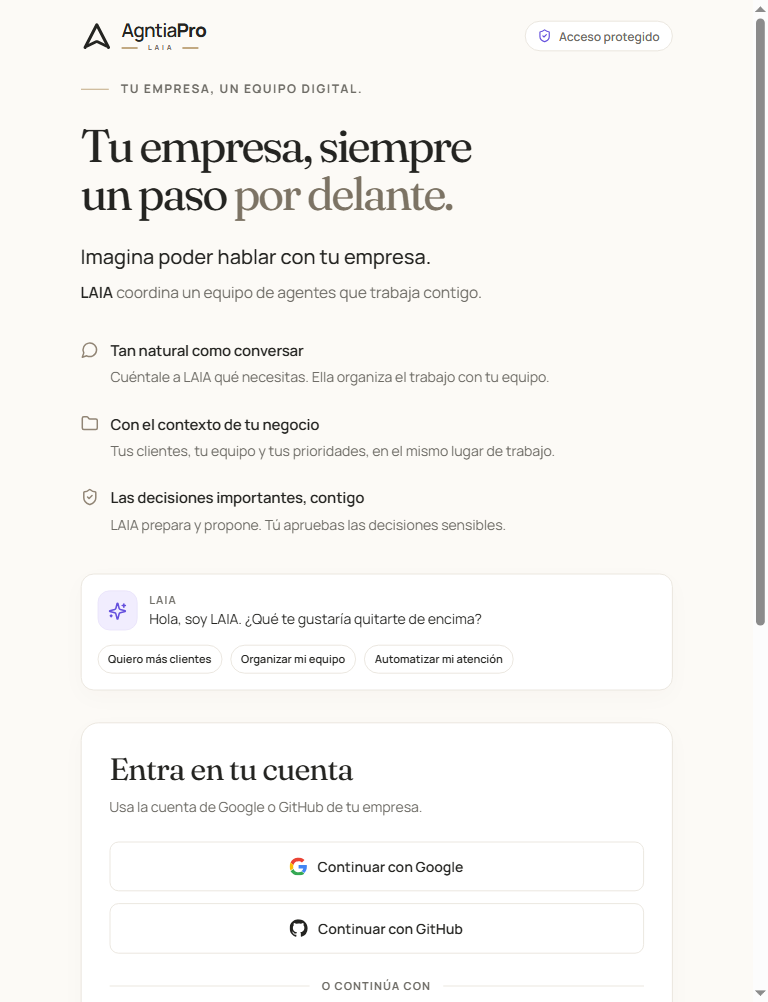 AgntiaPro
LAIA
Acceso protegido
TU EMPRESA, UN EQUIPO DIGITAL.
Tu empresa, siempre
un paso por delante.
Imagina poder hablar con tu empresa.
LAIA coordina un equipo de agentes que trabaja contigo.
Tan natural como conversar
Cuéntale a LAIA qué necesitas. Ella organiza el trabajo con tu equipo.
Con el contexto de tu negocio
Tus clientes, tu equipo y tus prioridades, en el mismo lugar de trabajo.
Las decisiones importantes, contigo
LAIA prepara y propone. Tú apruebas las decisiones sensibles.
LAIA
Hola, soy LAIA. ¿Qué te gustaría quitarte de encima?
Quiero más clientes
Organizar mi equipo
Automatizar mi atención
Entra en tu cuenta
Usa la cuenta de Google o GitHub de tu empresa.
Continuar con Google
Continuar con GitHub
O CONTINÚA CON